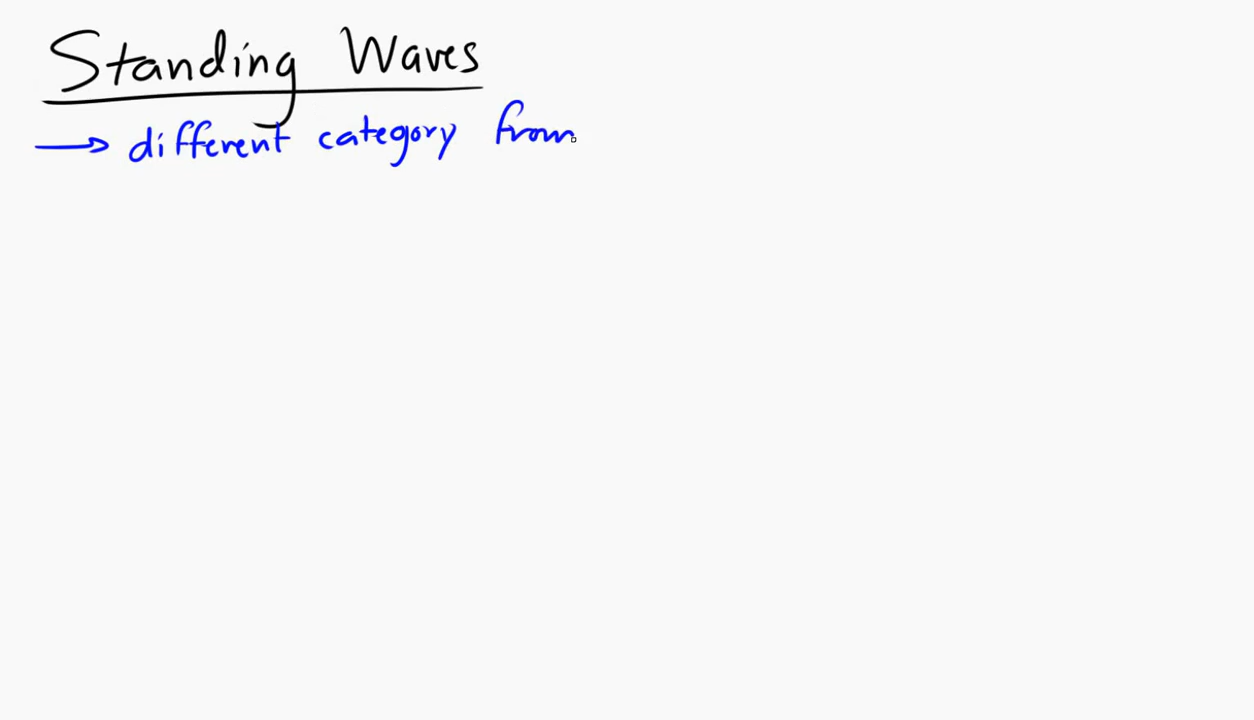 Standing Waves
→ different category from